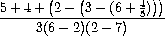 5 + 4 + (2 − (3 − (6 + 4/5)))
3(6 − 2)(2 − 7)